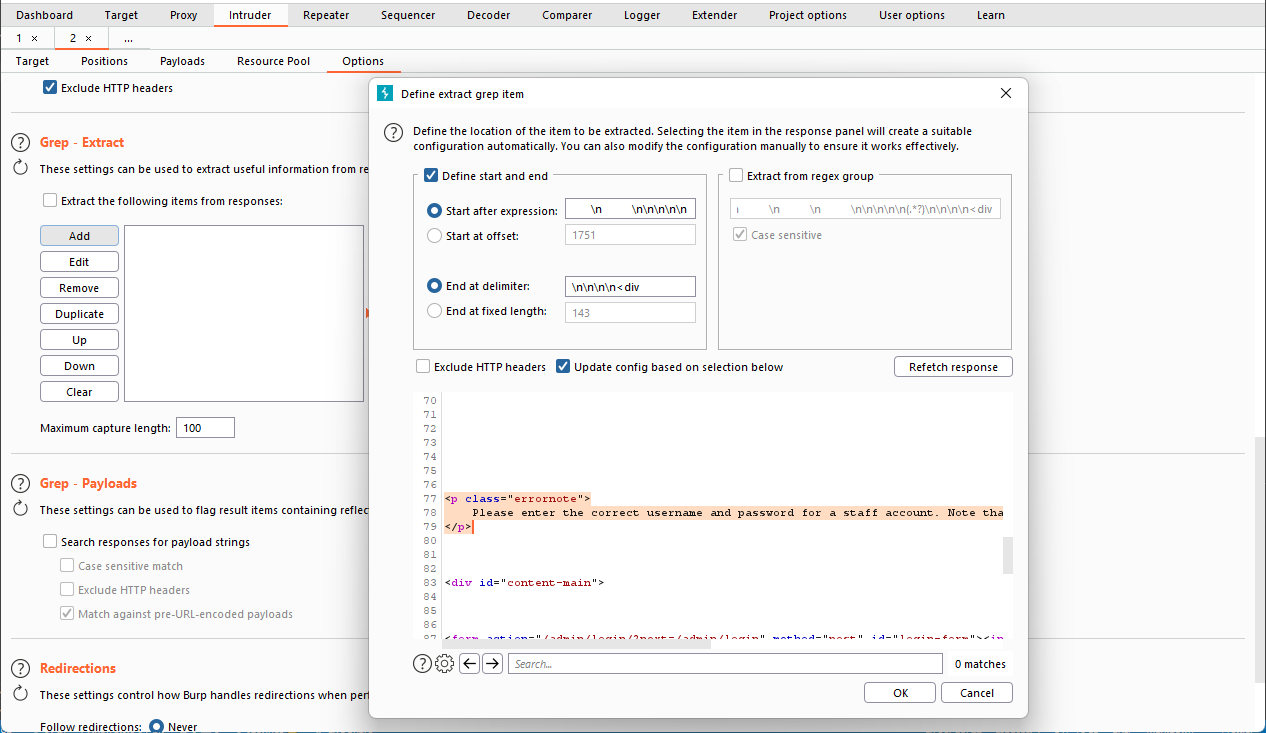 Dashboard Target Proxy Intruder Repeater Sequencer Decoder Comparer Logger Extender Project options User options Learn
1 × 2 × ...
Target Positions Payloads Resource Pool Options
Exclude HTTP headers
Define extract grep item
? Grep - Extract
These settings can be used to extract useful information from re
Extract the following items from responses:
Add
Edit
Remove
Duplicate
Up
Down
Clear
Maximum capture length: 100
? Grep - Payloads
These settings can be used to flag result items containing reflec
Search responses for payload strings
Case sensitive match
Exclude HTTP headers
Match against pre-URL-encoded payloads
? Redirections
These settings control how Burp handles redirections when per
Follow redirections: Never
? Define the location of the item to be extracted. Selecting the item in the response panel will create a suitable
configuration automatically. You can also modify the configuration manually to ensure it works effectively.
Define start and end
Start after expression: \n \n\n\n\n\n
Start at offset: 1751
End at delimiter: \n\n\n\n<div
End at fixed length: 143
Extract from regex group
\n \n \n\n\n\n\n(.*?)\n\n\n\n<div
Case sensitive
Exclude HTTP headers Update config based on selection below Refetch response
70
71
72
73
74
75
76
77 <p class="errornote">
78 Please enter the correct username and password for a staff account. Note tha
79 </p>
80
81
82
83 <div id="content-main">
84
85
86
87 <form action="/admin/login/?next=/admin/login" method="post" id="login-form"><in
? Search... 0 matches
OK Cancel